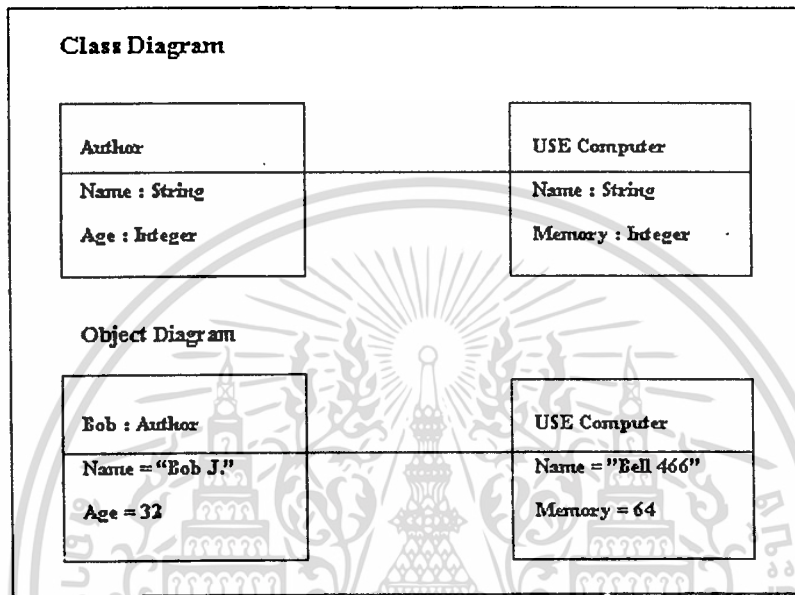 Class Diagram
Author
USE Computer
Name : String
Name : String
Age : Integer
Memory : Integer
Object Diagram
Bob : Author
USE Computer
Name = “Bob J.”
Name = ”Bell 466”
Age = 32
Memory = 64